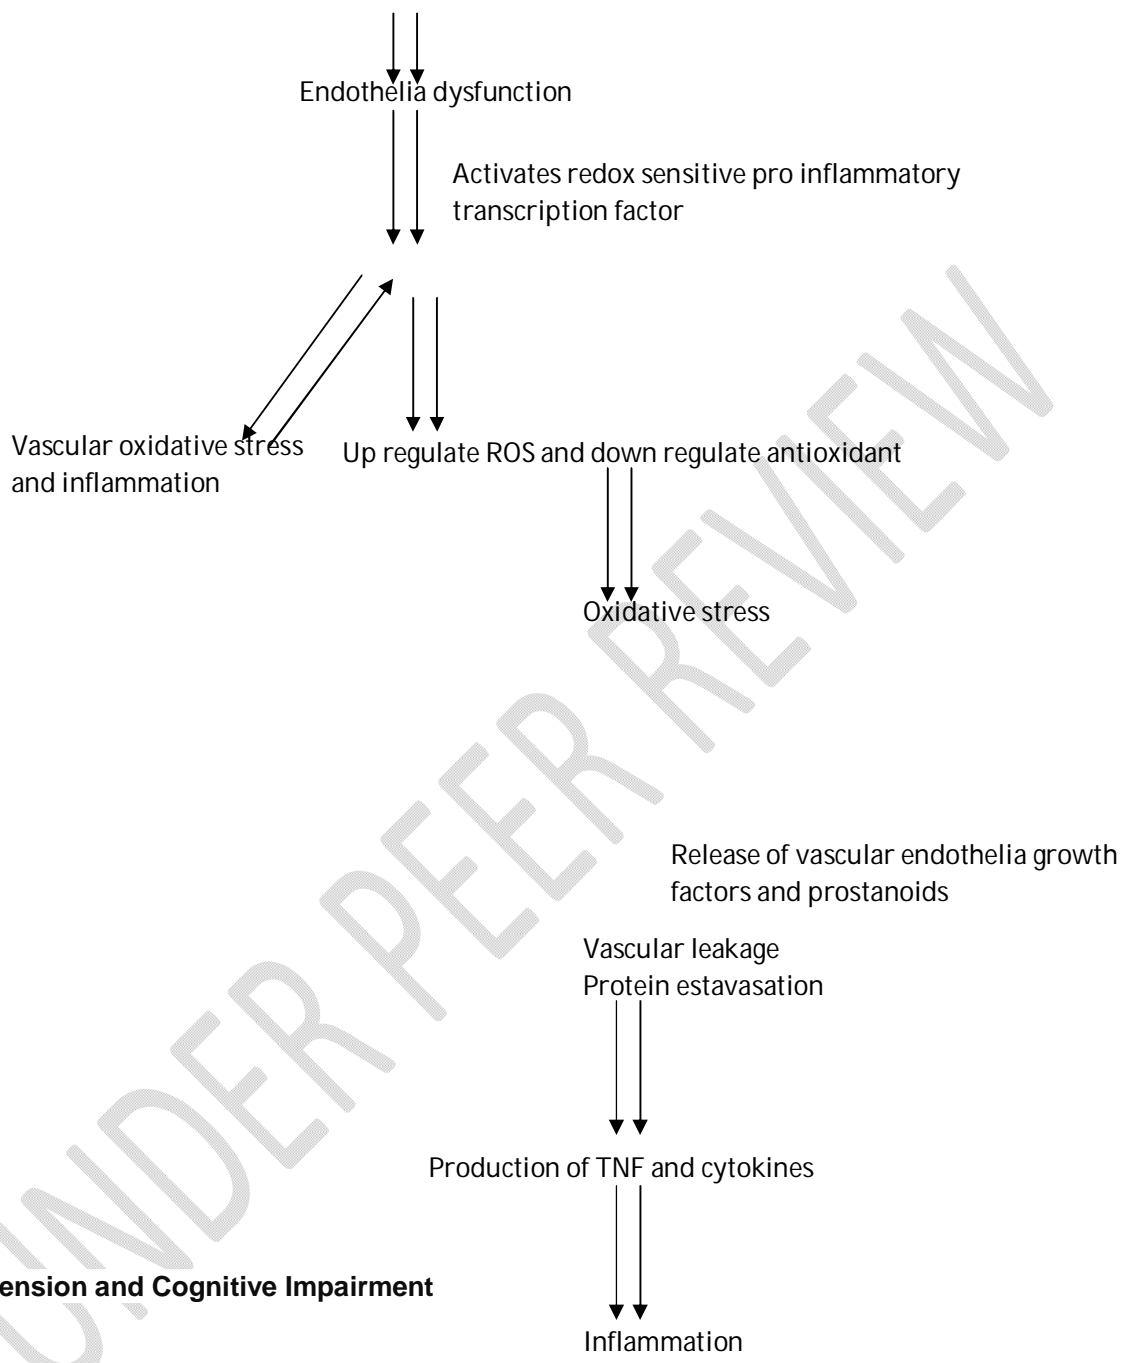 Endothelia dysfunction
Activates redox sensitive pro inflammatory
transcription factor
Vascular oxidative stress
and inflammation
Up regulate ROS and down regulate antioxidant
Oxidative stress
Release of vascular endothelia growth
factors and prostanoids
Vascular leakage
Protein estavasation
Production of TNF and cytokines
ension and Cognitive Impairment
Inflammation
UNDER PEER REVIEW